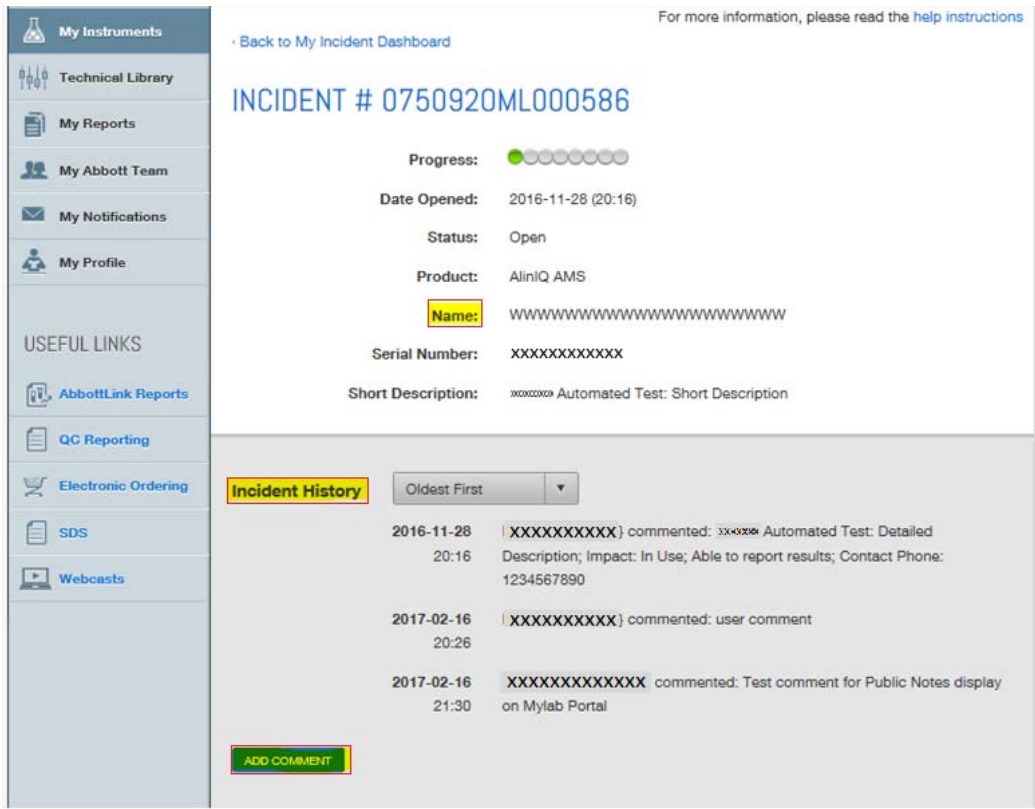 My Instruments
Technical Library
My Reports
My Abbott Team
My Notifications
My Profile
USEFUL LINKS
AbbottLink Reports
QC Reporting
Electronic Ordering
SDS
Webcasts
For more information, please read the help instructions
‹ Back to My Incident Dashboard
INCIDENT # 0750920ML000586
Progress:
Date Opened: 2016-11-28 (20:16)
Status: Open
Product: AlinIQ AMS
Name: WWWWWWWWWWWWWWWWWWWW
Serial Number: XXXXXXXXXXXX
Short Description: Automated Test: Short Description
Incident History Oldest First
2016-11-28 XXXXXXXXXX} commented: Automated Test: Detailed
20:16 Description; Impact: In Use; Able to report results; Contact Phone:
1234567890
2017-02-16 XXXXXXXXXX} commented: user comment
20:26
2017-02-16 XXXXXXXXXXXXX commented: Test comment for Public Notes display
21:30 on Mylab Portal
ADD COMMENT